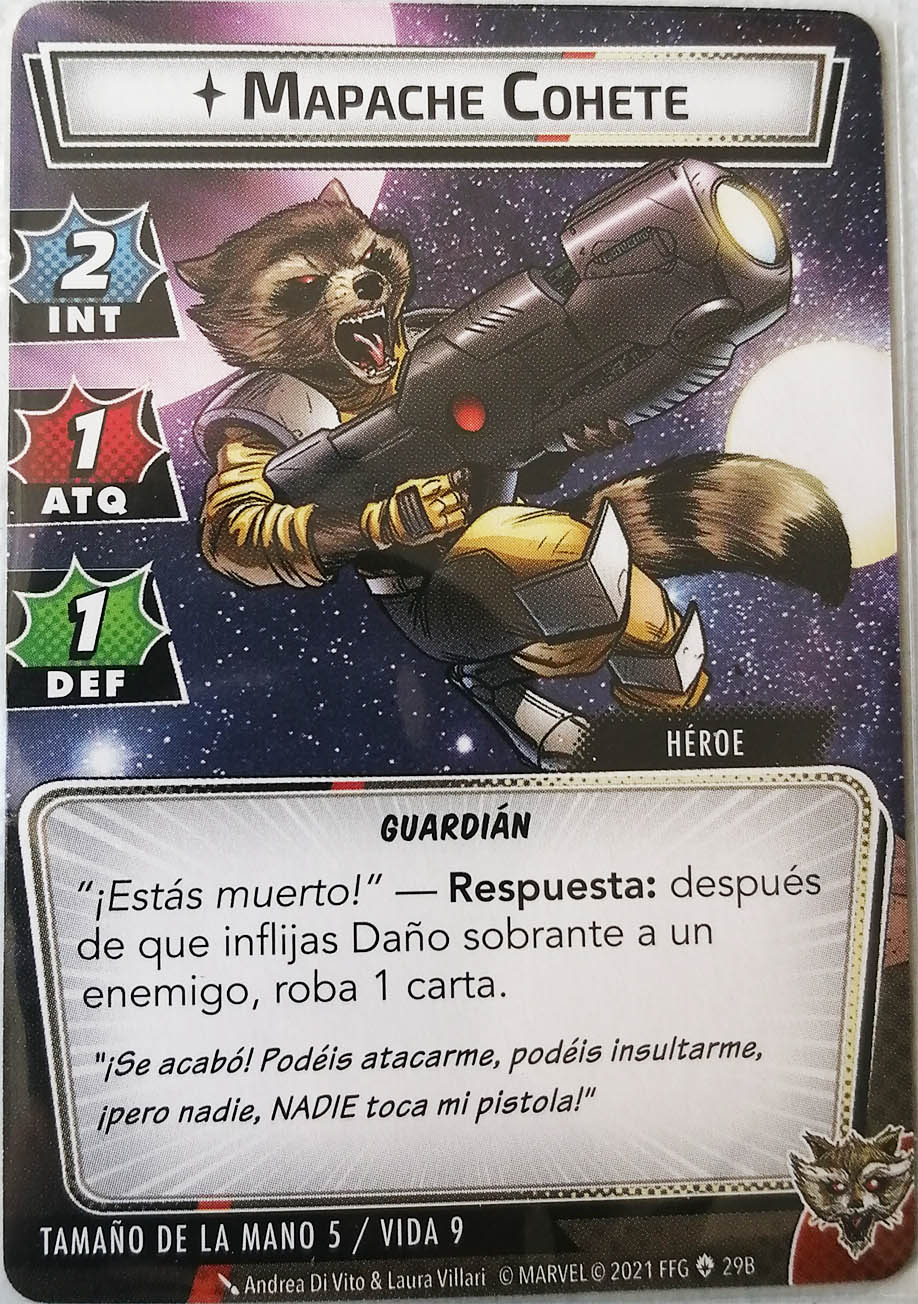 MAPACHE COHETE
2
INT
1
ATQ
1
DEF
HÉROE
GUARDIÁN
“¡Estás muerto!” — Respuesta: después
de que inflijas Daño sobrante a un
enemigo, roba 1 carta.
"¡Se acabó! Podéis atacarme, podéis insultarme,
¡pero nadie, NADIE toca mi pistola!"
TAMAÑO DE LA MANO 5 / VIDA 9
Andrea Di Vito & Laura Villari © MARVEL © 2021 FFG 29B